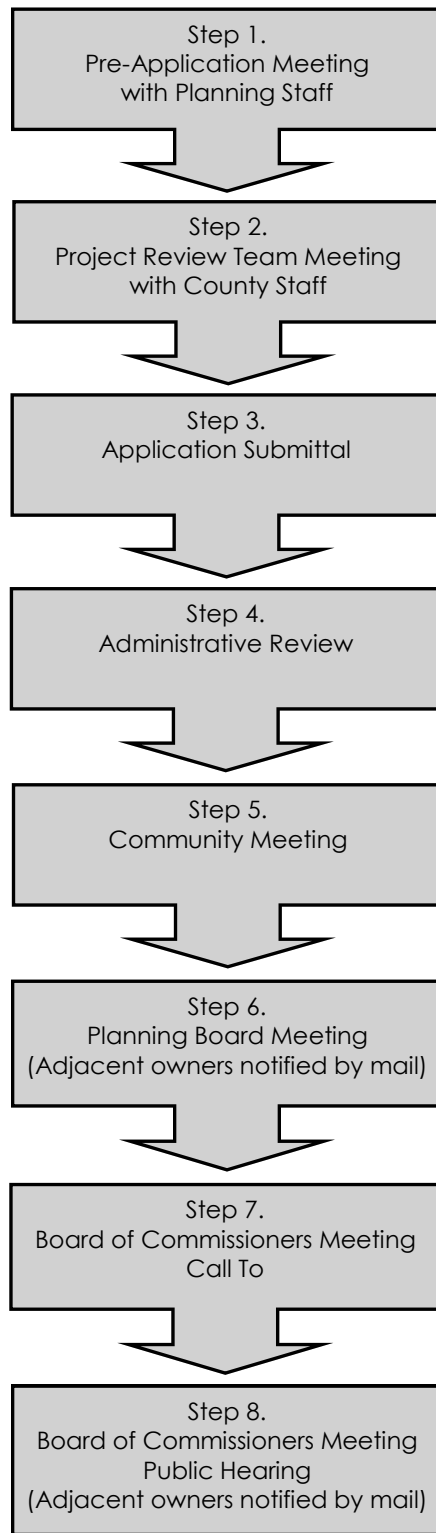 Step 1.
Pre-Application Meeting
with Planning Staff
Step 2.
Project Review Team Meeting
with County Staff
Step 3.
Application Submittal
Step 4.
Administrative Review
Step 5.
Community Meeting
Step 6.
Planning Board Meeting
(Adjacent owners notified by mail)
Step 7.
Board of Commissioners Meeting
Call To
Step 8.
Board of Commissioners Meeting
Public Hearing
(Adjacent owners notified by mail)